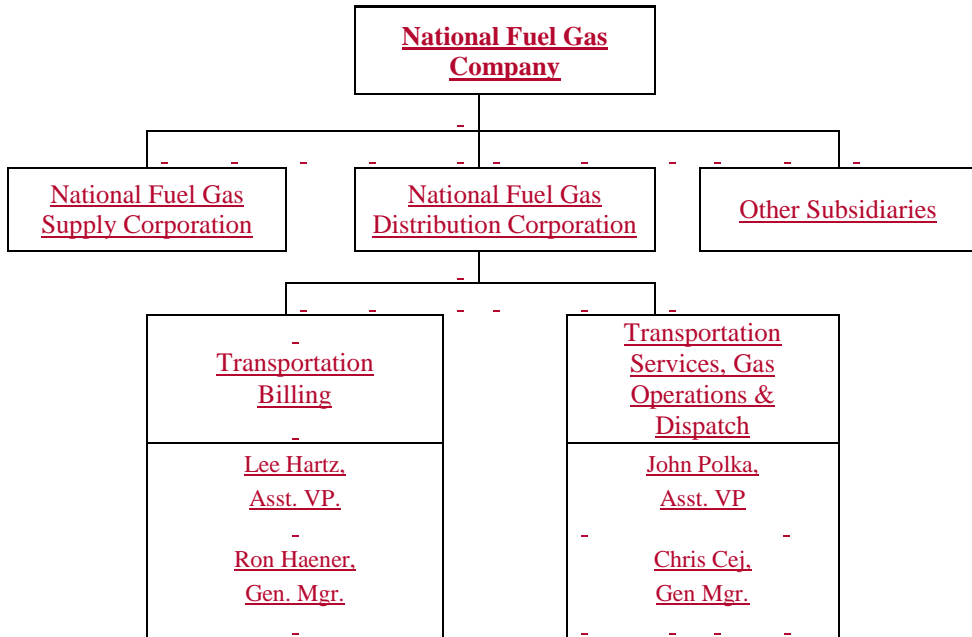 National Fuel Gas
Company
National Fuel Gas
Supply Corporation
National Fuel Gas
Distribution Corporation
Other Subsidiaries
Transportation
Billing
Transportation
Services, Gas
Operations &
Dispatch
Lee Hartz,
Asst. VP.
Ron Haener,
Gen. Mgr.
John Polka,
Asst. VP
Chris Cej,
Gen Mgr.